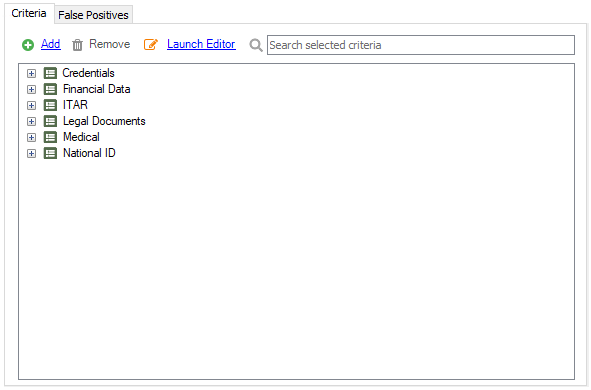 Criteria False Positives
Add Remove Launch Editor Search selected criteria
Credentials
Financial Data
ITAR
Legal Documents
Medical
National ID